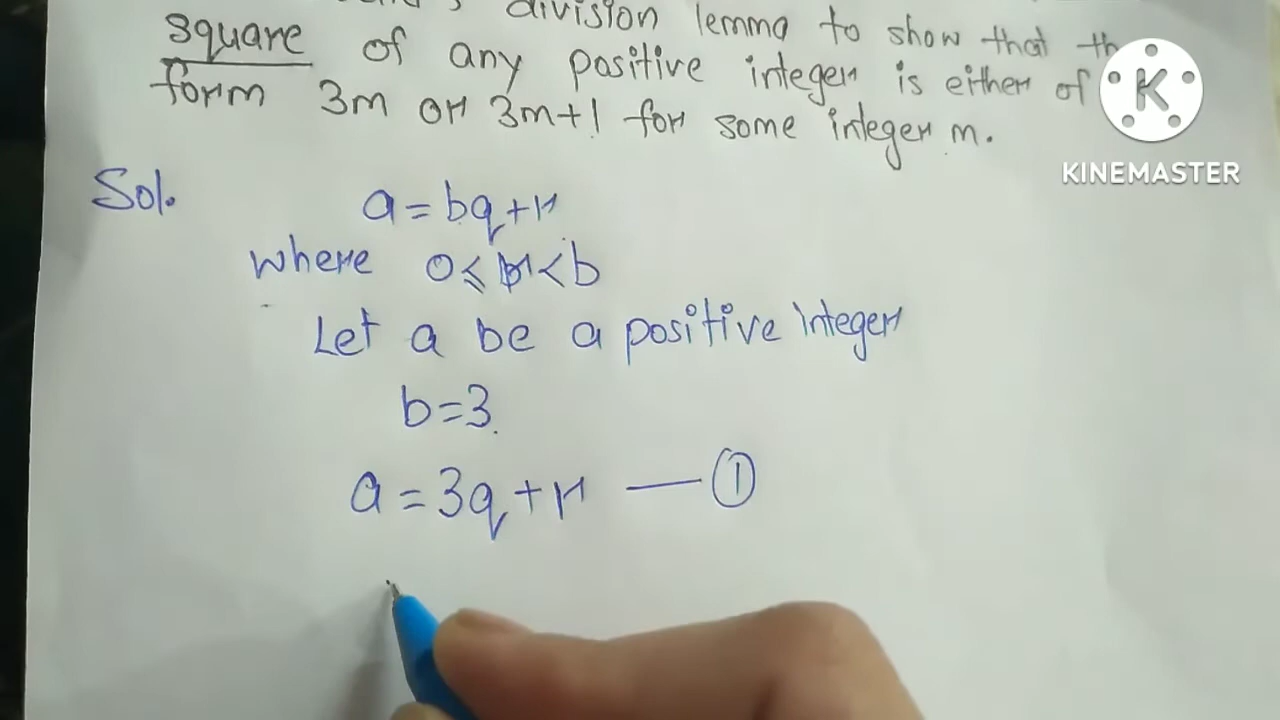 division lemma to show that
square of any positive integer is either of
form 3m or 3m+1 for some integer m.
Sol.
a = bq + r
where 0 ≤ r < b
Let a be a positive integer
b = 3.
a = 3q + r — ①
K
KINEMASTER